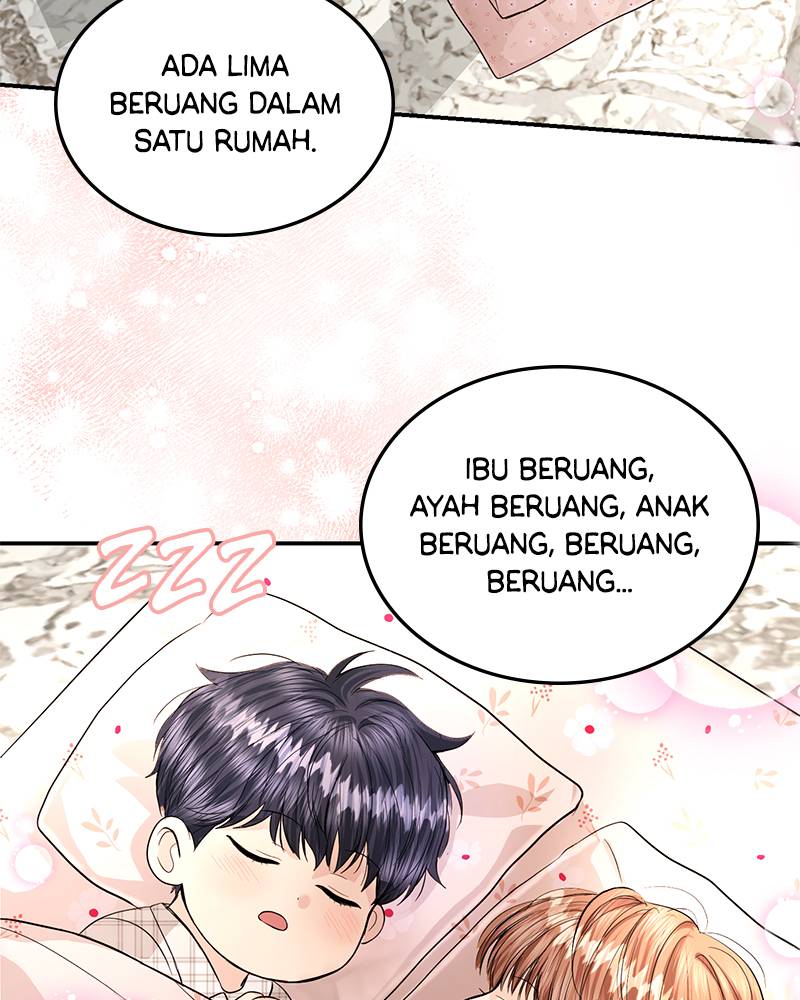 ADA LIMA
BERUANG DALAM
SATU RUMAH.
IBU BERUANG,
AYAH BERUANG, ANAK
BERUANG, BERUANG,
BERUANG...
ZZZ